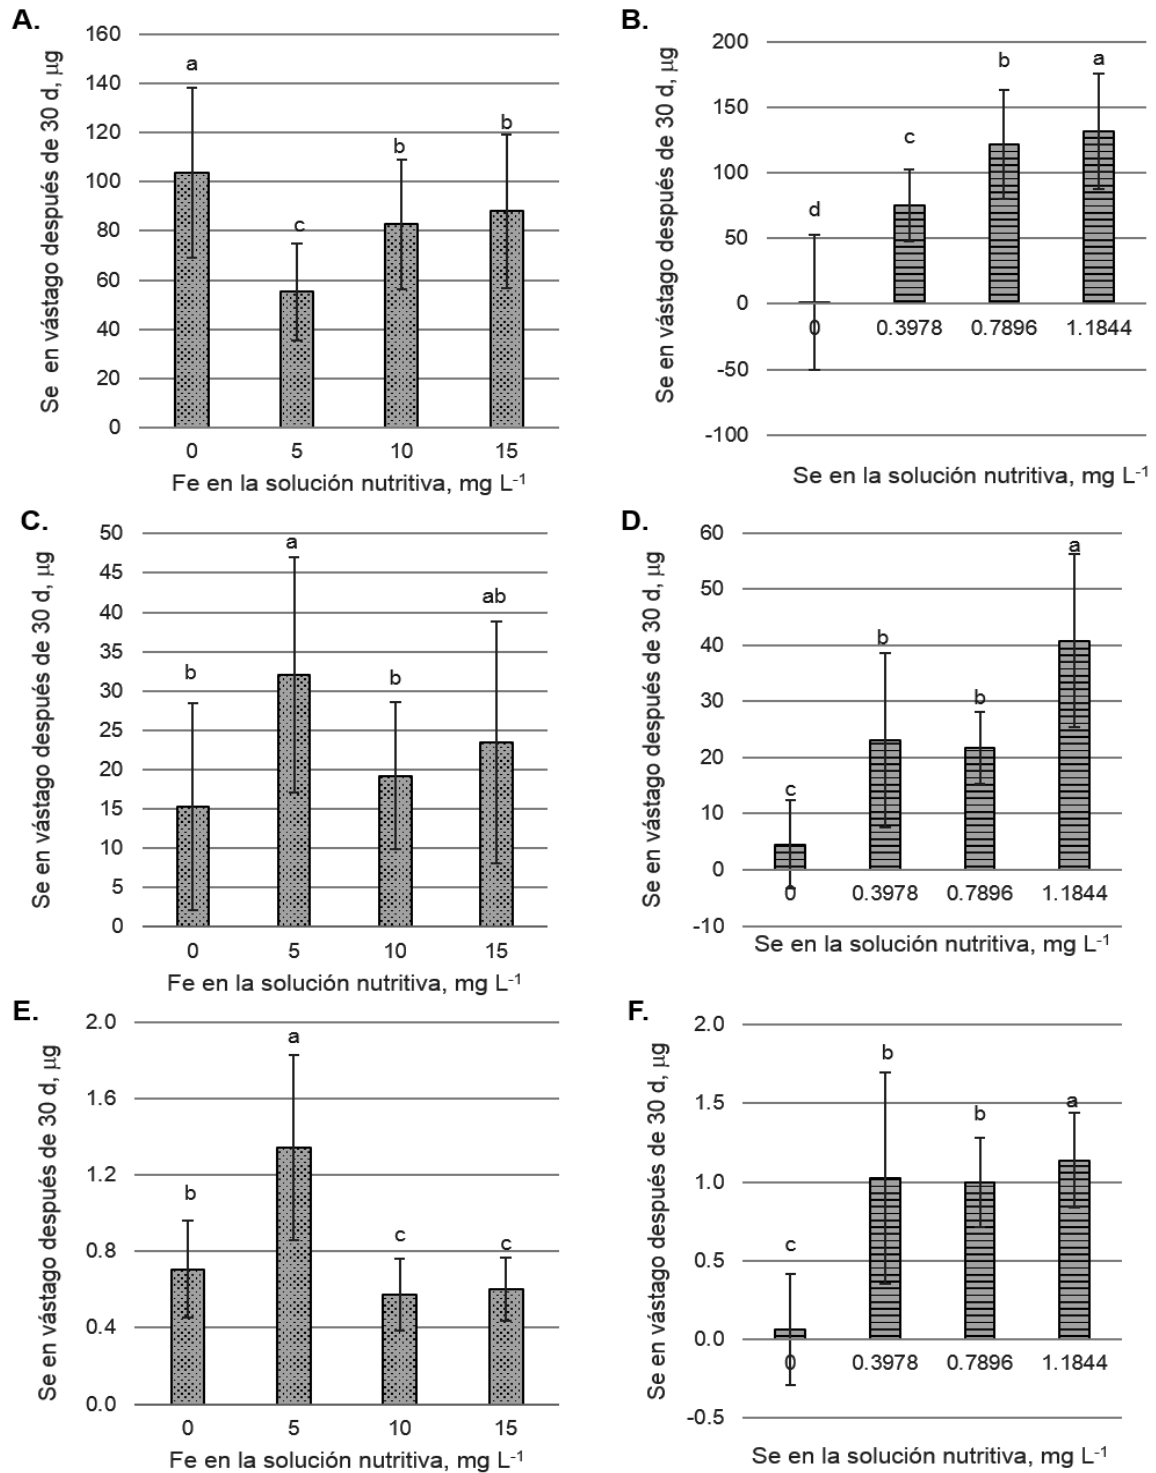 A.
Se en vástago después de 30 d, µg
160
140
120
100
80
60
40
20
0
a
c
b
b
0 5 10 15
Fe en la solución nutritiva, mg L-1
B.
Se en vástago después de 30 d, µg
200
150
100
50
0
-50
-100
d
c
b
a
0 0.3978 0.7896 1.1844
Se en la solución nutritiva, mg L-1
C.
Se en vástago después de 30 d, µg
50
45
40
35
30
25
20
15
10
5
0
b
a
b
ab
0 5 10 15
Fe en la solución nutritiva, mg L-1
D.
Se en vástago después de 30 d, µg
60
50
40
30
20
10
0
-10
c
b
b
a
0 0.3978 0.7896 1.1844
Se en la solución nutritiva, mg L-1
E.
Se en vástago después de 30 d, µg
2.0
1.6
1.2
0.8
0.4
0.0
b
a
c
c
0 5 10 15
Fe en la solución nutritiva, mg L-1
F.
Se en vástago después de 30 d, µg
2.0
1.5
1.0
0.5
0.0
-0.5
c
b
b
a
0 0.3978 0.7896 1.1844
Se en la solución nutritiva, mg L-1